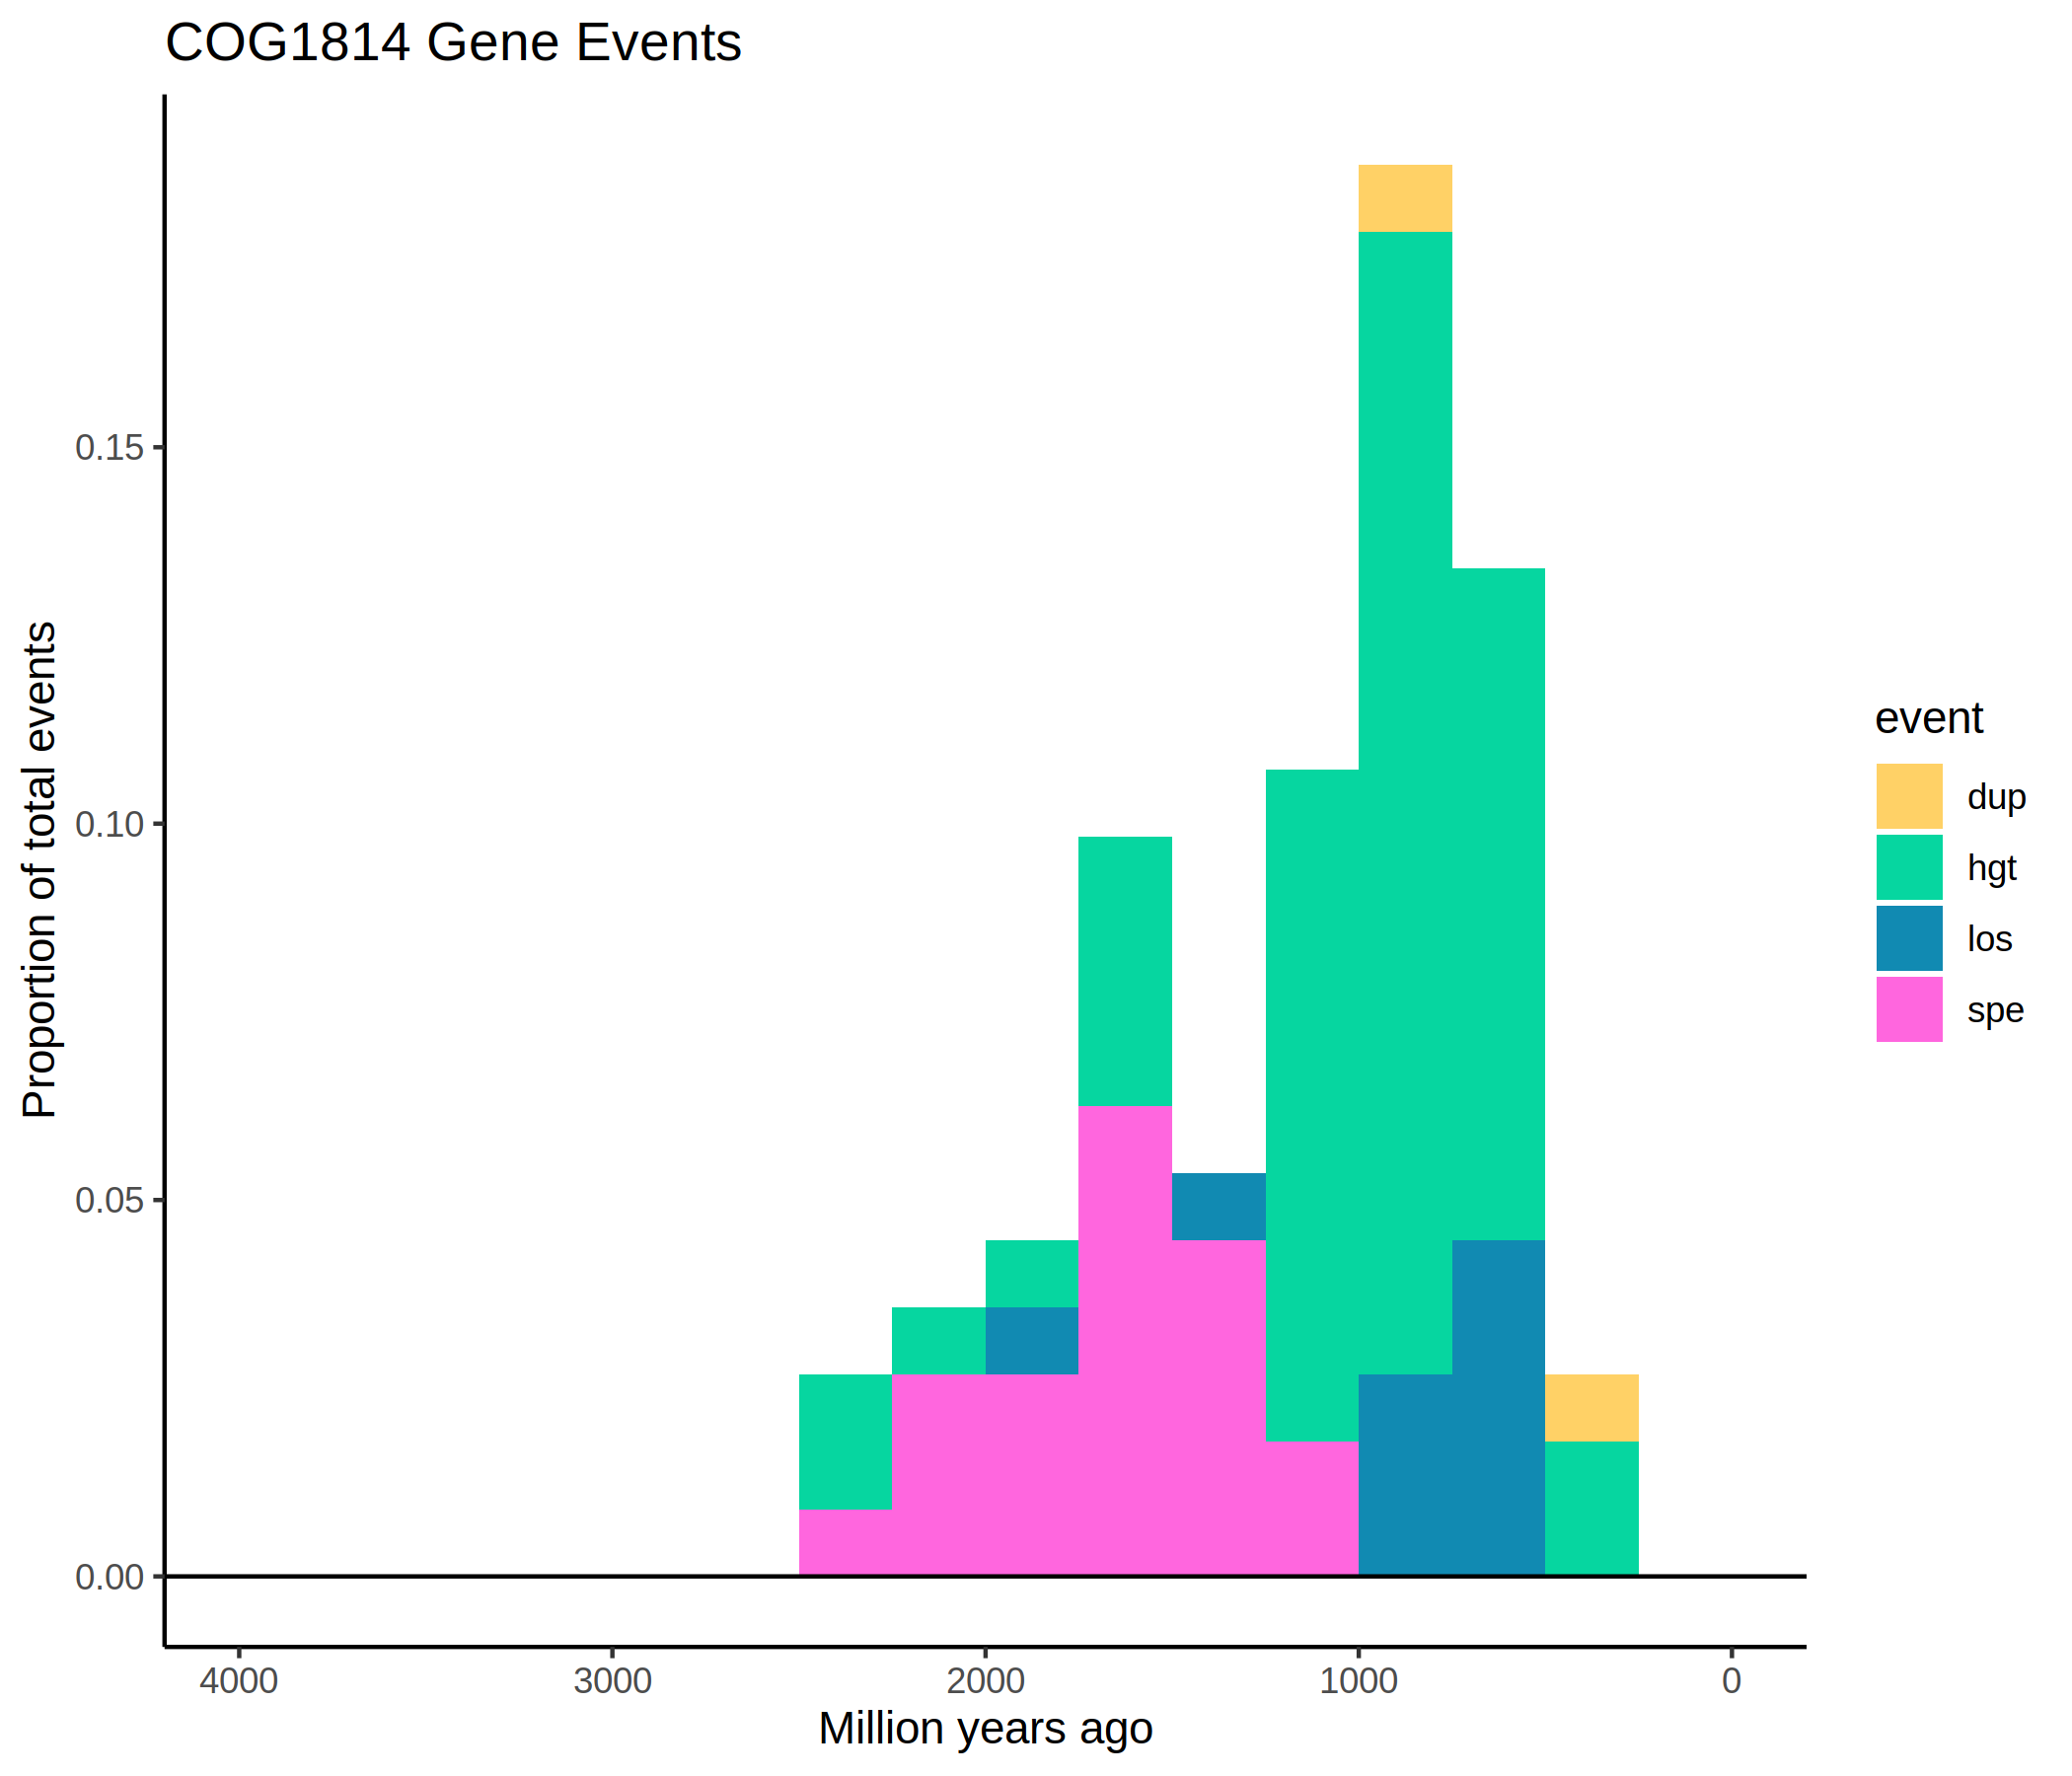 COG1814 Gene Events
Proportion of total events
0.15
0.10
0.05
0.00
4000
3000
2000
1000
0
Million years ago
event
dup
hgt
los
spe